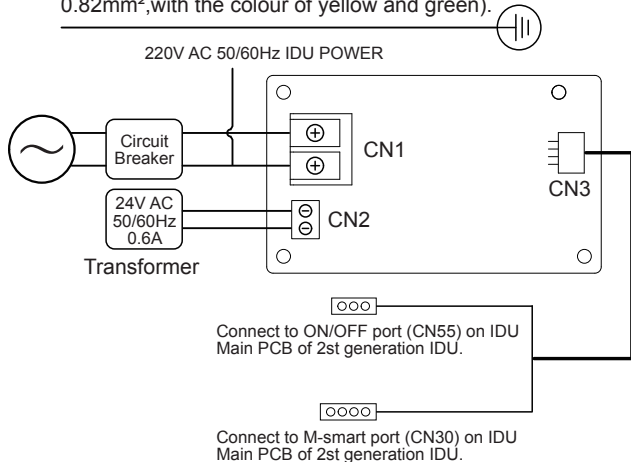 0.82mm²,with the colour of yellow and green).
220V AC 50/60Hz IDU POWER
Circuit
Breaker
CN1
CN3
24V AC
50/60Hz
0.6A
CN2
Transformer
Connect to ON/OFF port (CN55) on IDU
Main PCB of 2st generation IDU.
Connect to M-smart port (CN30) on IDU
Main PCB of 2st generation IDU.